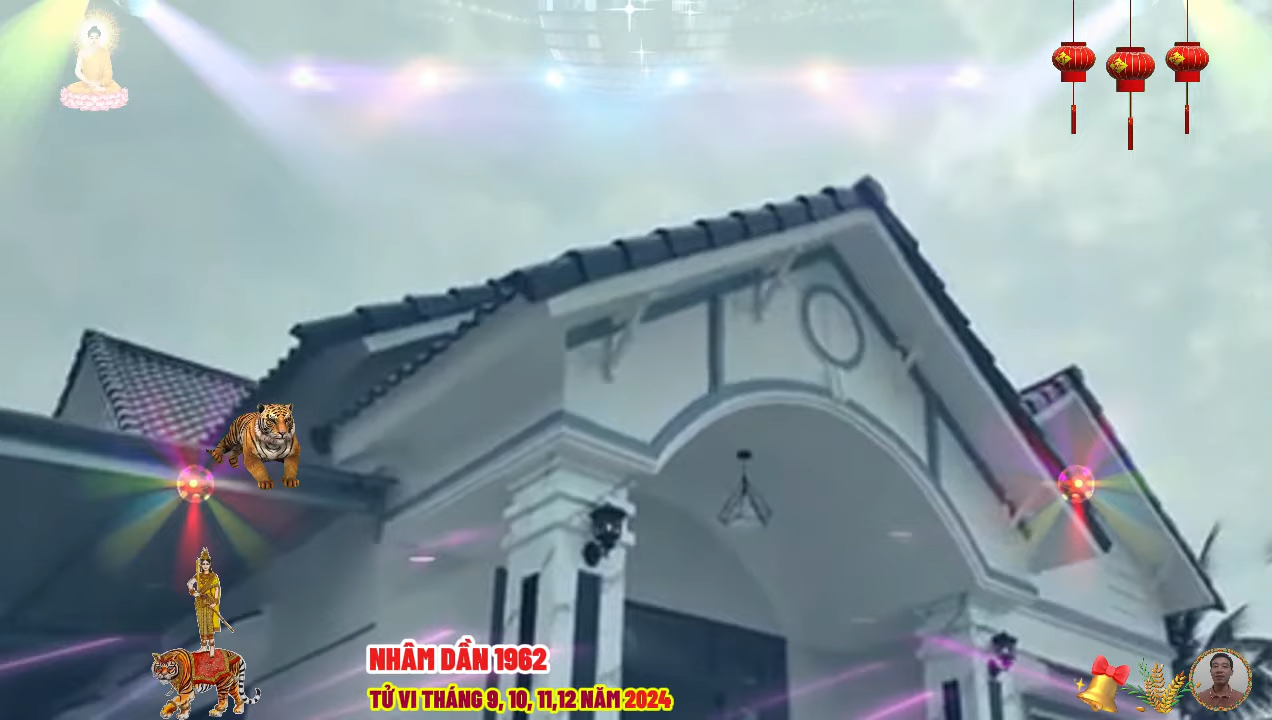 NHÂM DẦN 1962
TỬ VI THÁNG 9, 10, 11,12 NĂM 2024